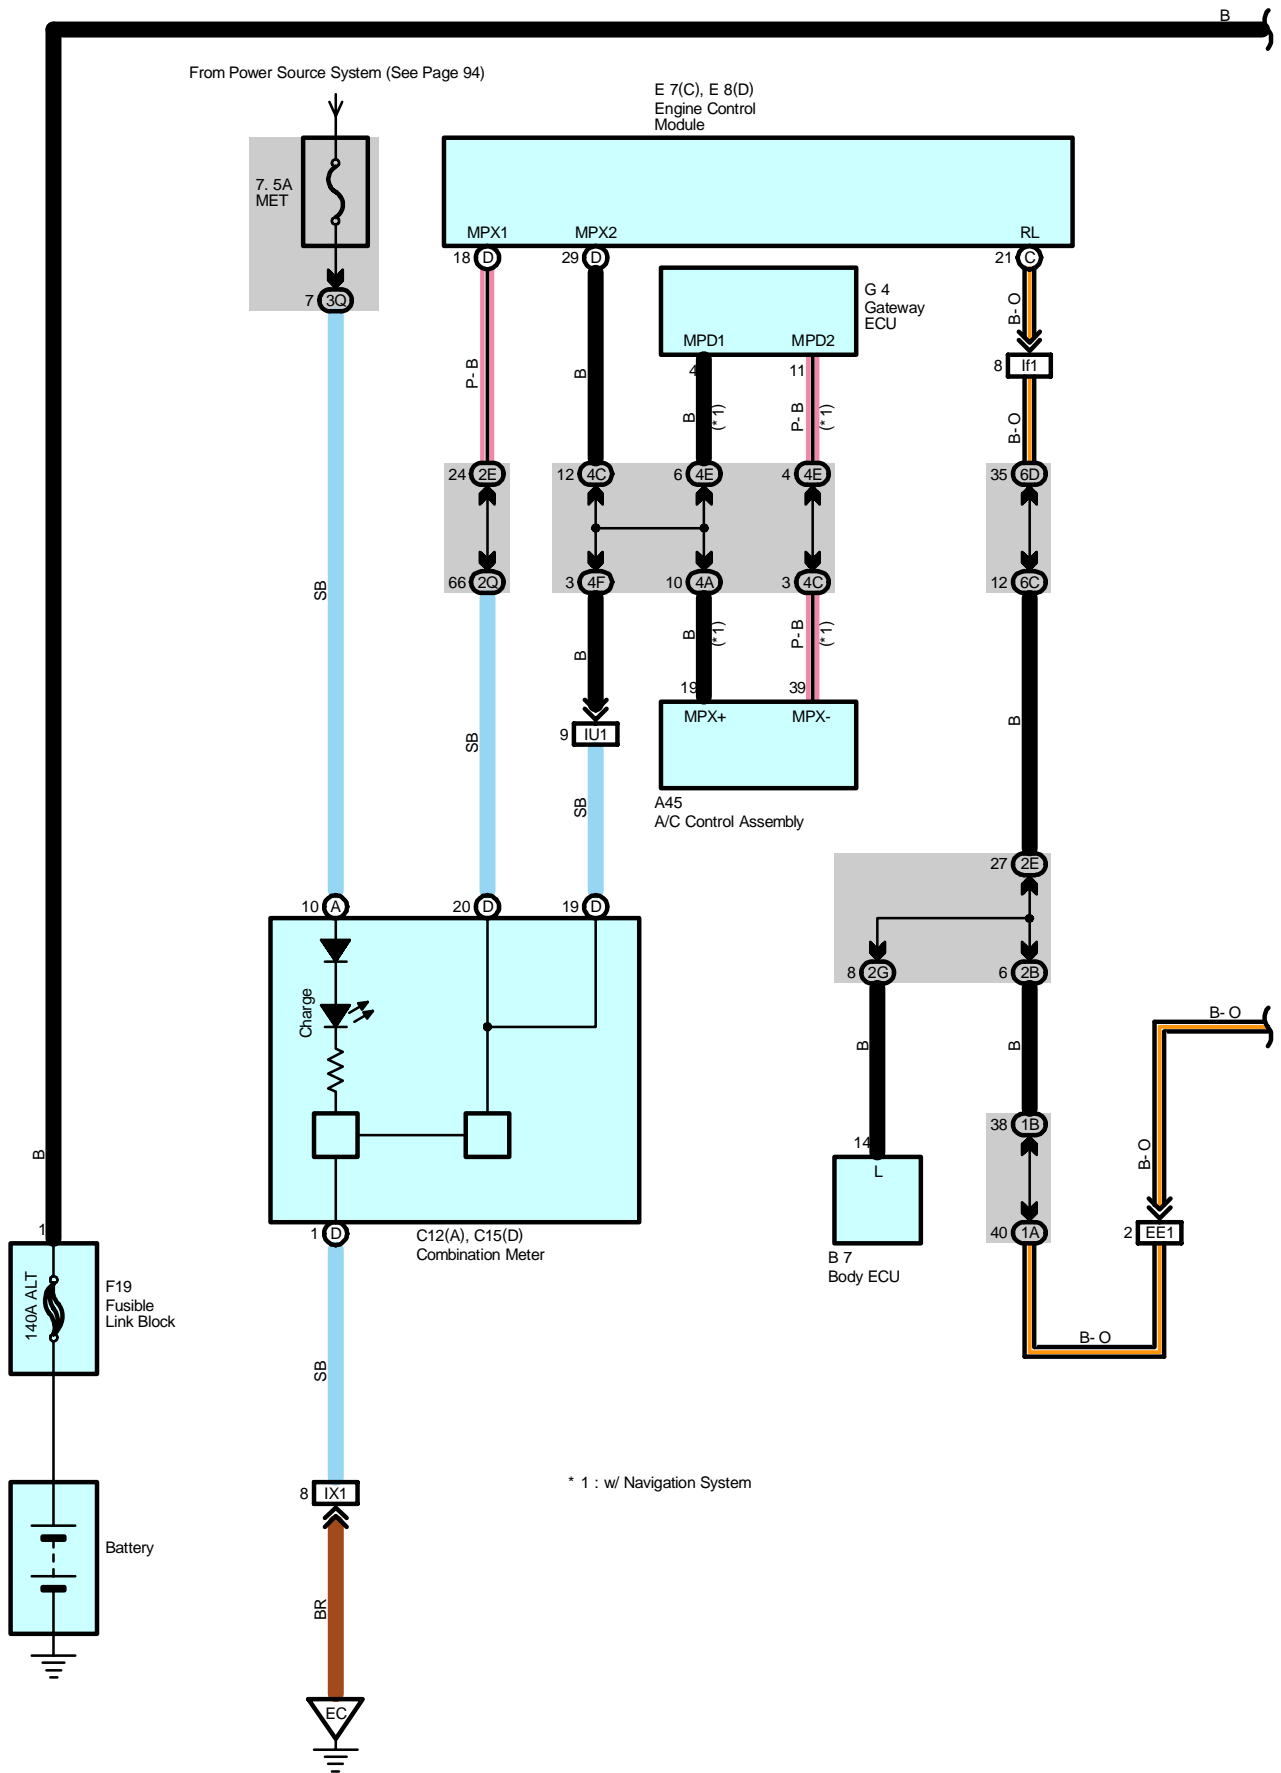 B
From Power Source System (See Page 94)
E 7(C), E 8(D)
Engine Control
Module
7. 5A
MET
MPX1
MPX2
RL
18 D
29 D
21 C
7 3Q
G 4
Gateway
ECU
MPD1
MPD2
4
11
B- O
8 If1
P- B
B
B
(* 1)
P- B
(* 1)
B- O
24 2E
12 4C
6 4E
4 4E
35 6D
66 2Q
3 4F
10 4A
3 4C
12 6C
SB
B
B
(* 1)
P- B
(* 1)
19
39
MPX+
MPX-
9 IU1
SB
B
SB
A45
A/C Control Assembly
27 2E
10 A
20 D
19 D
8 2G
6 2B
Charge
B- O
B
B
38 1B
14
L
B
B- O
1
1 D
C12(A), C15(D)
Combination Meter
40 1A
2 EE1
B 7
Body ECU
140A ALT
F19
Fusible
Link Block
B- O
SB
8 IX1
* 1 : w/ Navigation System
Battery
BR
EC